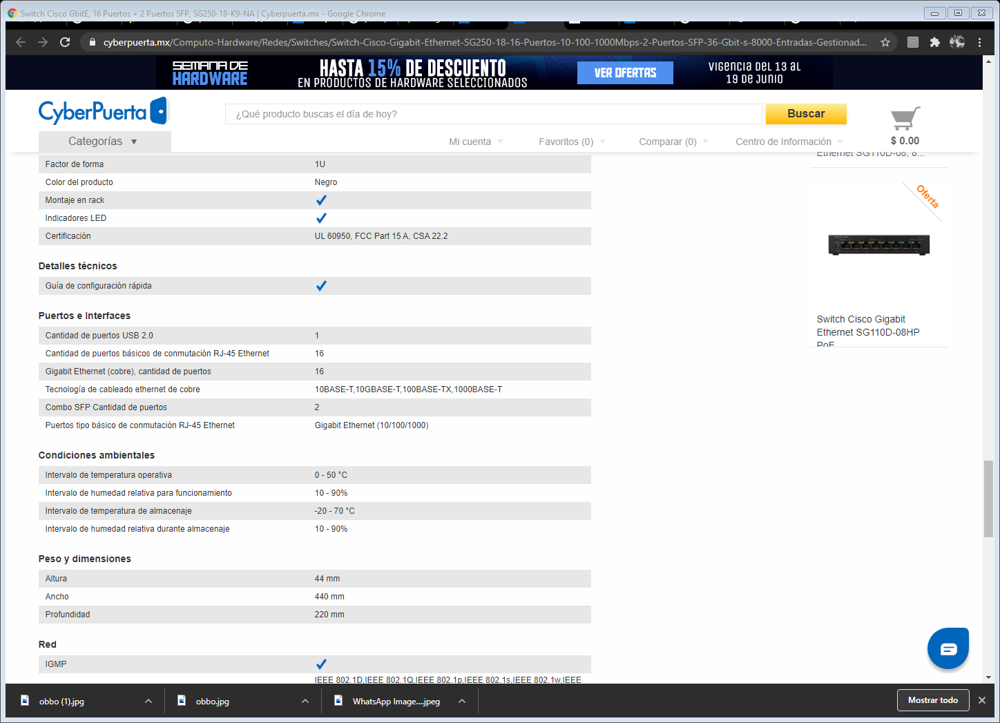 Switch Cisco GbitE, 16 Puertos + 2 Puertos SFP, SG250-18-K9-NA | Cyberpuerta.mx - Google Chrome
cyberpuerta.mx/Computo-Hardware/Redes/Switches/Switch-Cisco-Gigabit-Ethernet-SG250-18-16-Puertos-10-100-1000Mbps-2-Puertos-SFP-36-Gbit-s-8000-Entradas-Gestionad...
SEMANA DE
HARDWARE
HASTA 15% DE DESCUENTO
EN PRODUCTOS DE HARDWARE SELECCIONADOS
VER OFERTAS
VIGENCIA DEL 13 AL
19 DE JUNIO
CyberPuerta
¿Qué producto buscas el día de hoy?
Buscar
Categorías ▼
Mi cuenta
Favoritos (0)
Comparar (0)
Centro de Información
$ 0.00
Ethernet SG110D-08, 8...
Factor de forma 1U
Color del producto Negro
Montaje en rack
Indicadores LED
Certificación UL 60950, FCC Part 15 A, CSA 22.2
Oferta
Detalles técnicos
Guía de configuración rápida
Puertos e Interfaces
Cantidad de puertos USB 2.0 1
Cantidad de puertos básicos de conmutación RJ-45 Ethernet 16
Gigabit Ethernet (cobre), cantidad de puertos 16
Tecnología de cableado ethernet de cobre 10BASE-T,10GBASE-T,100BASE-TX,1000BASE-T
Combo SFP Cantidad de puertos 2
Puertos tipo básico de conmutación RJ-45 Ethernet Gigabit Ethernet (10/100/1000)
Switch Cisco Gigabit
Ethernet SG110D-08HP
PoE
Condiciones ambientales
Intervalo de temperatura operativa 0 - 50 °C
Intervalo de humedad relativa para funcionamiento 10 - 90%
Intervalo de temperatura de almacenaje -20 - 70 °C
Intervalo de humedad relativa durante almacenaje 10 - 90%
Peso y dimensiones
Altura 44 mm
Ancho 440 mm
Profundidad 220 mm
Red
IGMP
IEEE 802.1D,IEEE 802.1Q,IEEE 802.1p,IEEE 802.1s,IEEE 802.1w,IEEE
obbo (1).jpg
obbo.jpg
WhatsApp Image....jpeg
Mostrar todo